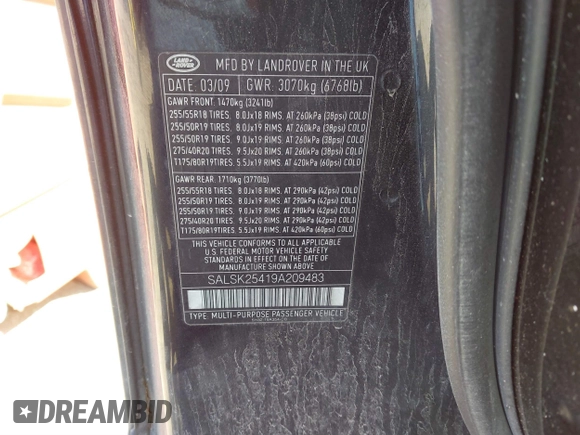 LAND-
ROVER
MFD BY LANDROVER IN THE UK
DATE: 03/09 GWR: 3070kg (6768lb)
GAWR FRONT: 1470kg (3241lb)
255/55R18 TIRES. 8.0Jx18 RIMS. AT 260kPa (38psi) COLD
255/50R19 TIRES. 8.0Jx19 RIMS. AT 260kPa (38psi) COLD
255/50R19 TIRES. 9.0Jx19 RIMS. AT 260kPa (38psi) COLD
275/40R20 TIRES. 9.5Jx20 RIMS. AT 260kPa (38psi) COLD
T175/80R19TIRES. 5.5Jx19 RIMS. AT 420kPa (60psi) COLD
GAWR REAR: 1710kg (3770lb)
255/55R18 TIRES. 8.0Jx18 RIMS. AT 290kPa (42psi) COLD
255/50R19 TIRES. 8.0Jx19 RIMS. AT 290kPa (42psi) COLD
255/50R19 TIRES. 9.0Jx19 RIMS. AT 290kPa (42psi) COLD
275/40R20 TIRES. 9.5Jx20 RIMS. AT 290kPa (42psi) COLD
T175/80R19TIRES. 5.5Jx19 RIMS. AT 420kPa (60psi) COLD
THIS VEHICLE CONFORMS TO ALL APPLICABLE
U.S. FEDERAL MOTOR VEHICLE SAFETY
STANDARDS IN EFFECT ON THE DATE OF
MANUFACTURE SHOWN ABOVE
SALSK25419A209483
TYPE: MULTI-PURPOSE PASSENGER VEHICLE
DREAMBID